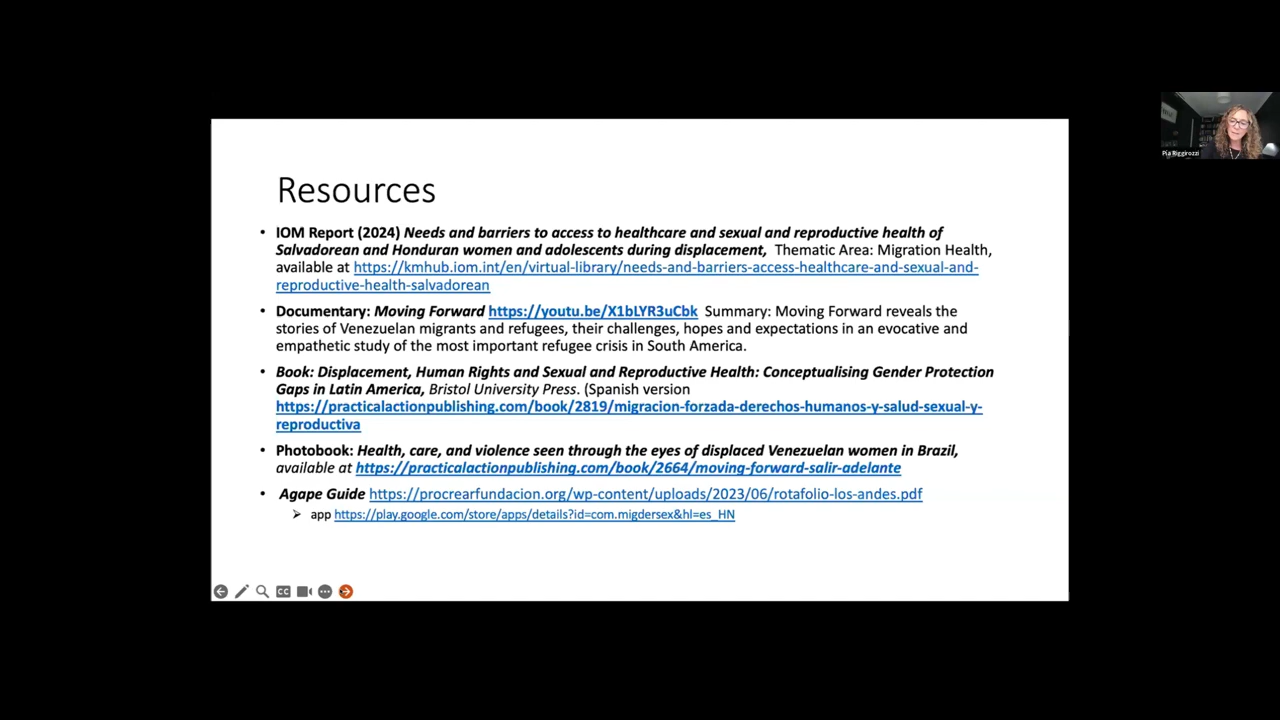 Resources
• IOM Report (2024) Needs and barriers to access to healthcare and sexual and reproductive health of
Salvadorean and Honduran women and adolescents during displacement, Thematic Area: Migration Health,
available at https://kmhub.iom.int/en/virtual-library/needs-and-barriers-access-healthcare-and-sexual-and-
reproductive-health-salvadorean
• Documentary: Moving Forward https://youtu.be/X1bLYR3uCbk Summary: Moving Forward reveals the
stories of Venezuelan migrants and refugees, their challenges, hopes and expectations in an evocative and
empathetic study of the most important refugee crisis in South America.
• Book: Displacement, Human Rights and Sexual and Reproductive Health: Conceptualising Gender Protection
Gaps in Latin America, Bristol University Press. (Spanish version
https://practicalactionpublishing.com/book/2819/migracion-forzada-derechos-humanos-y-salud-sexual-y-
reproductiva
• Photobook: Health, care, and violence seen through the eyes of displaced Venezuelan women in Brazil,
available at https://practicalactionpublishing.com/book/2664/moving-forward-salir-adelante
• Agape Guide https://procrearfundacion.org/wp-content/uploads/2023/06/rotafolio-los-andes.pdf
➢ app https://play.google.com/store/apps/details?id=com.migdersex&hl=es_HN
CC
Pia Riggirozzi